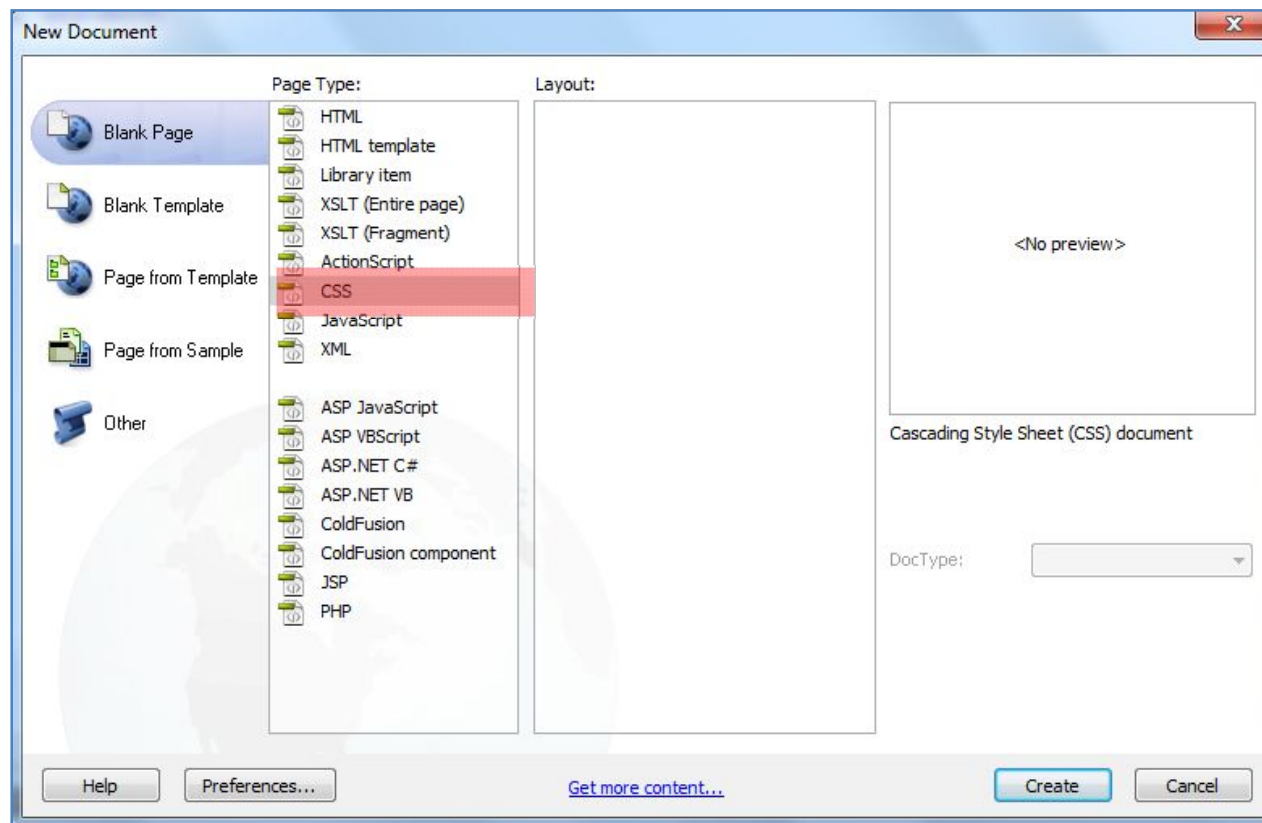 New Document
Page Type:
Layout:
Blank Page
Blank Template
Page from Template
Page from Sample
Other
HTML
HTML template
Library item
XSLT (Entire page)
XSLT (Fragment)
ActionScript
CSS
JavaScript
XML
ASP JavaScript
ASP VBScript
ASP.NET C#
ASP.NET VB
ColdFusion
ColdFusion component
JSP
PHP
<No preview>
Cascading Style Sheet (CSS) document
DocType:
Help
Preferences...
Get more content...
Create
Cancel